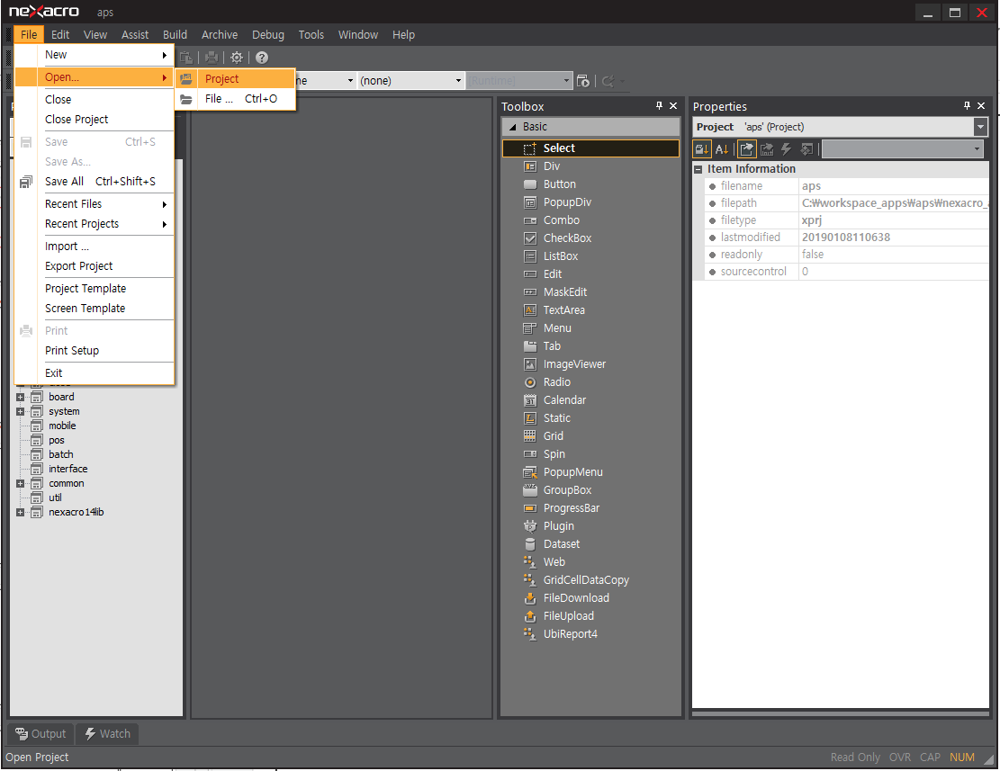 nexacro aps
File Edit View Assist Build Archive Debug Tools Window Help
New
Open...
Project
File ... Ctrl+O
(none)
[Runtime]
Close
Close Project
Save Ctrl+S
Save As...
Save All Ctrl+Shift+S
Recent Files
Recent Projects
Import ...
Export Project
Project Template
Screen Template
Print
Print Setup
Exit
board
system
mobile
pos
batch
interface
common
util
nexacro14lib
Toolbox
Basic
Select
Div
Button
PopupDiv
Combo
CheckBox
ListBox
Edit
MaskEdit
TextArea
Menu
Tab
ImageViewer
Radio
Calendar
Static
Grid
Spin
PopupMenu
GroupBox
ProgressBar
Plugin
Dataset
Web
GridCellDataCopy
FileDownload
FileUpload
UbiReport4
Properties
Project 'aps' (Project)
Item Information
filename aps
filepath C:₩workspace_apps₩aps₩nexacro_
filetype xprj
lastmodified 20190108110638
readonly false
sourcecontrol 0
Output Watch
Open Project
Read Only OVR CAP NUM